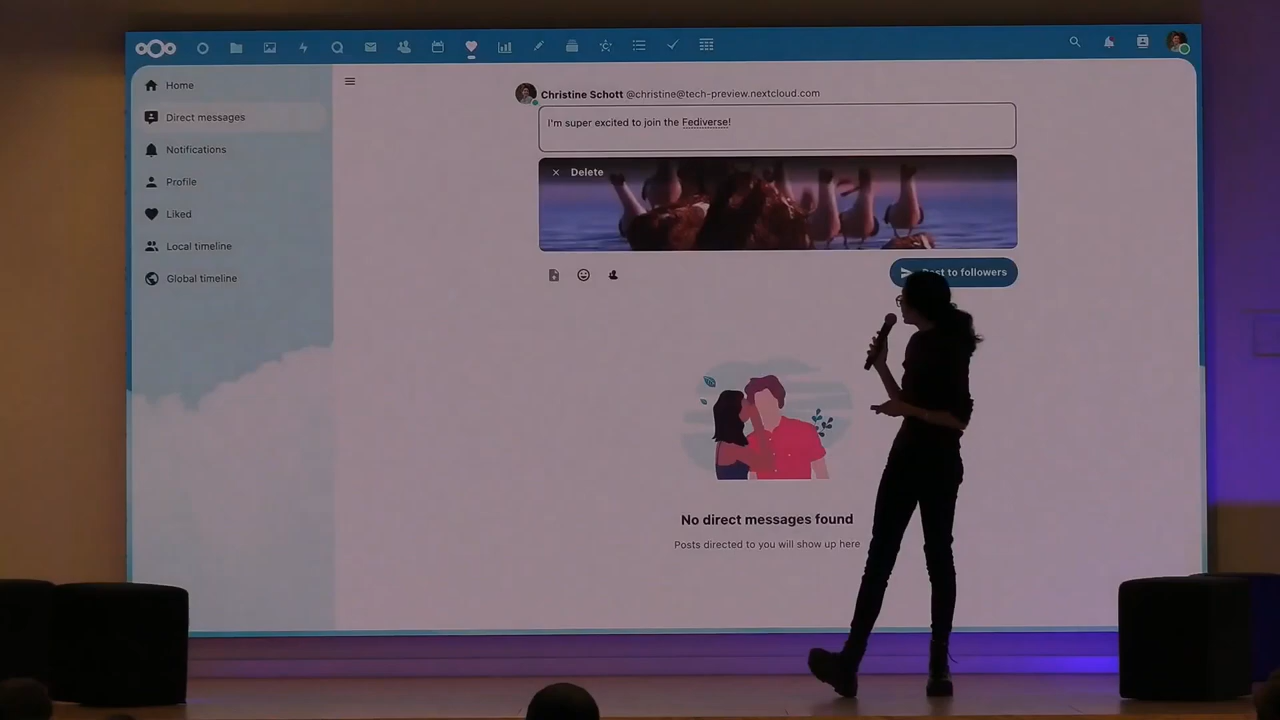 Home
Direct messages
Notifications
Profile
Liked
Local timeline
Global timeline
Christine Schott @christine@tech-preview.nextcloud.com
I'm super excited to join the Fediverse!
Delete
to followers
No direct messages found
Posts directed to you will show up here